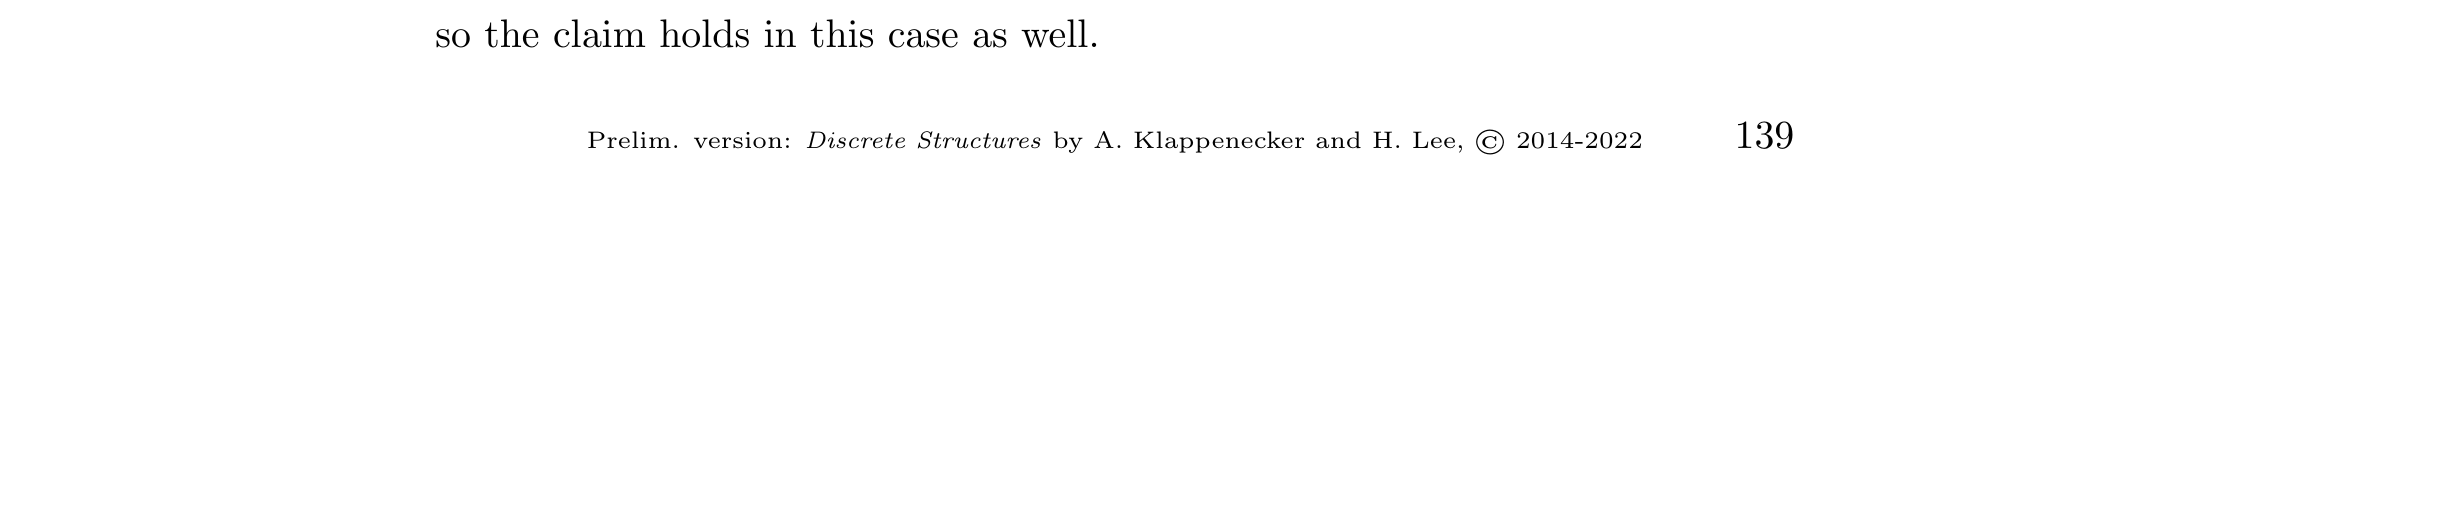 so the claim holds in this case as well.
Prelim. version: Discrete Structures by A. Klappenecker and H. Lee, © 2014-2022 139